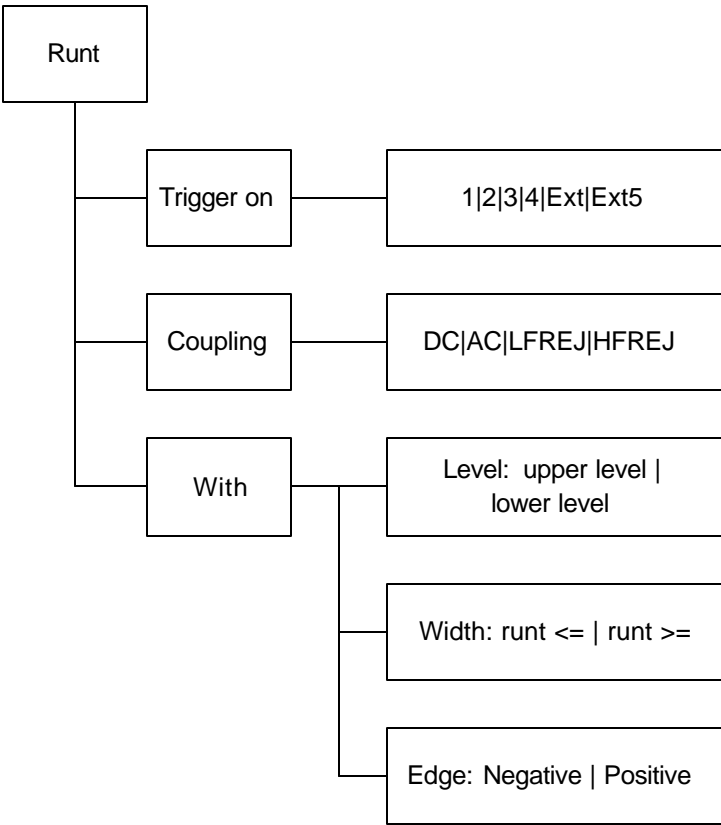 Runt
Trigger on
1|2|3|4|Ext|Ext5
Coupling
DC|AC|LFREJ|HFREJ
With
Level: upper level |
lower level
Width: runt <= | runt >=
Edge: Negative | Positive